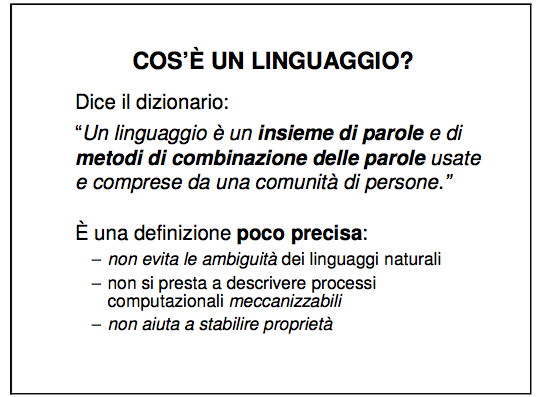 COS’È UN LINGUAGGIO?
Dice il dizionario:
“Un linguaggio è un insieme di parole e di
metodi di combinazione delle parole usate
e comprese da una comunità di persone.”
È una definizione poco precisa:
– non evita le ambiguità dei linguaggi naturali
– non si presta a descrivere processi
computazionali meccanizzabili
– non aiuta a stabilire proprietà